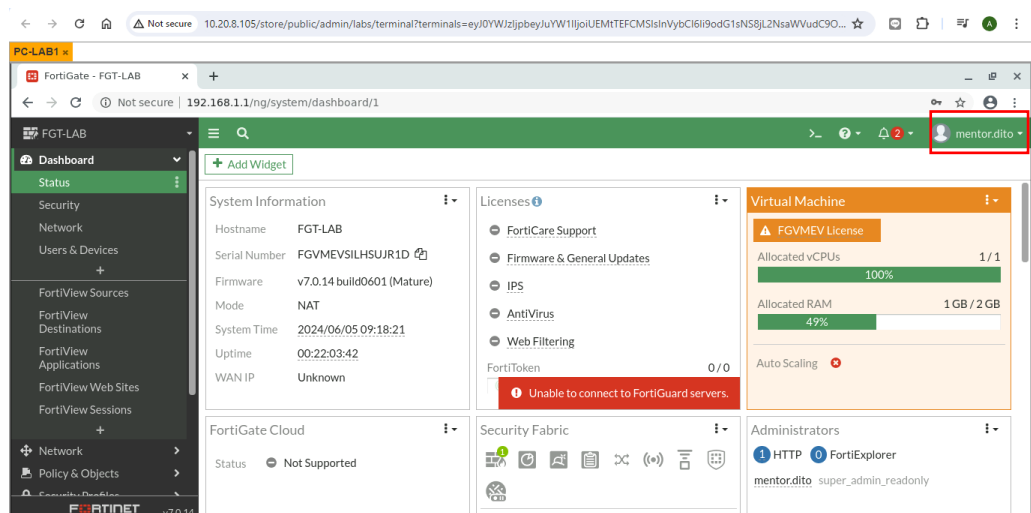 Not secure 10.20.8.105/store/public/admin/labs/terminal?terminals=eyJ0YWJzIjpbeyJuYW1lIjoiUEMtTEFCMSIsInVybCI6Ii9odG1sNS8jL2NsaWVudC9O...
A
PC-LAB1 ×
FortiGate - FGT-LAB × +
Not secure 192.168.1.1/ng/system/dashboard/1
FGT-LAB
>_ 2 mentor.dito
Dashboard
+ Add Widget
Status
Security
Network
Users & Devices
+
FortiView Sources
FortiView
Destinations
FortiView
Applications
FortiView Web Sites
FortiView Sessions
+
Network
Policy & Objects
FORTINET v7.0.14
System Information
Hostname FGT-LAB
Serial Number FGVMEVSILHSUJR1D
Firmware v7.0.14 build0601 (Mature)
Mode NAT
System Time 2024/06/05 09:18:21
Uptime 00:22:03:42
WAN IP Unknown
Licenses
FortiCare Support
Firmware & General Updates
IPS
AntiVirus
Web Filtering
FortiToken 0/0
Unable to connect to FortiGuard servers.
Virtual Machine
FGVMEV License
Allocated vCPUs 1/1
100%
Allocated RAM 1 GB / 2 GB
49%
Auto Scaling
FortiGate Cloud
Status Not Supported
Security Fabric
1
Administrators
1 HTTP 0 FortiExplorer
mentor.dito super_admin_readonly